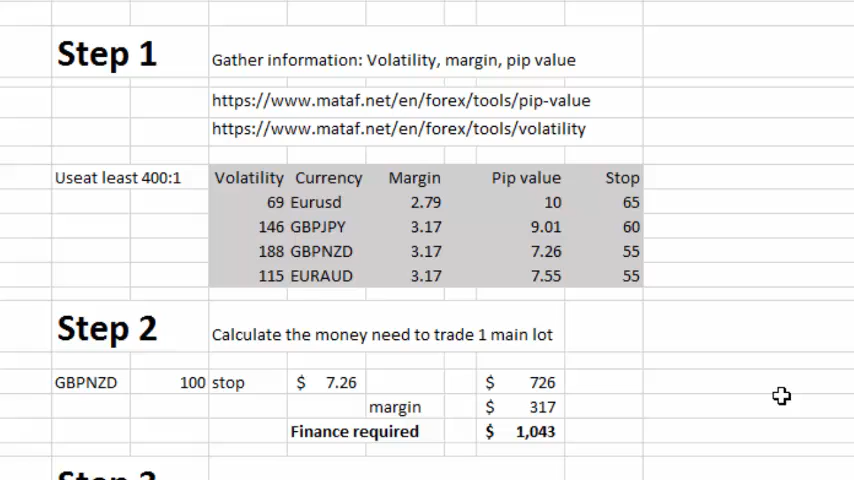 Step 1 Gather information: Volatility, margin, pip value
https://www.mataf.net/en/forex/tools/pip-value
https://www.mataf.net/en/forex/tools/volatility
Useat least 400:1 Volatility Currency Margin Pip value Stop
69 Eurusd 2.79 10 65
146 GBPJPY 3.17 9.01 60
188 GBPNZD 3.17 7.26 55
115 EURAUD 3.17 7.55 55
Step 2 Calculate the money need to trade 1 main lot
GBPNZD 100 stop $ 7.26 $ 726
margin $ 317
Finance required $ 1,043
Step 3